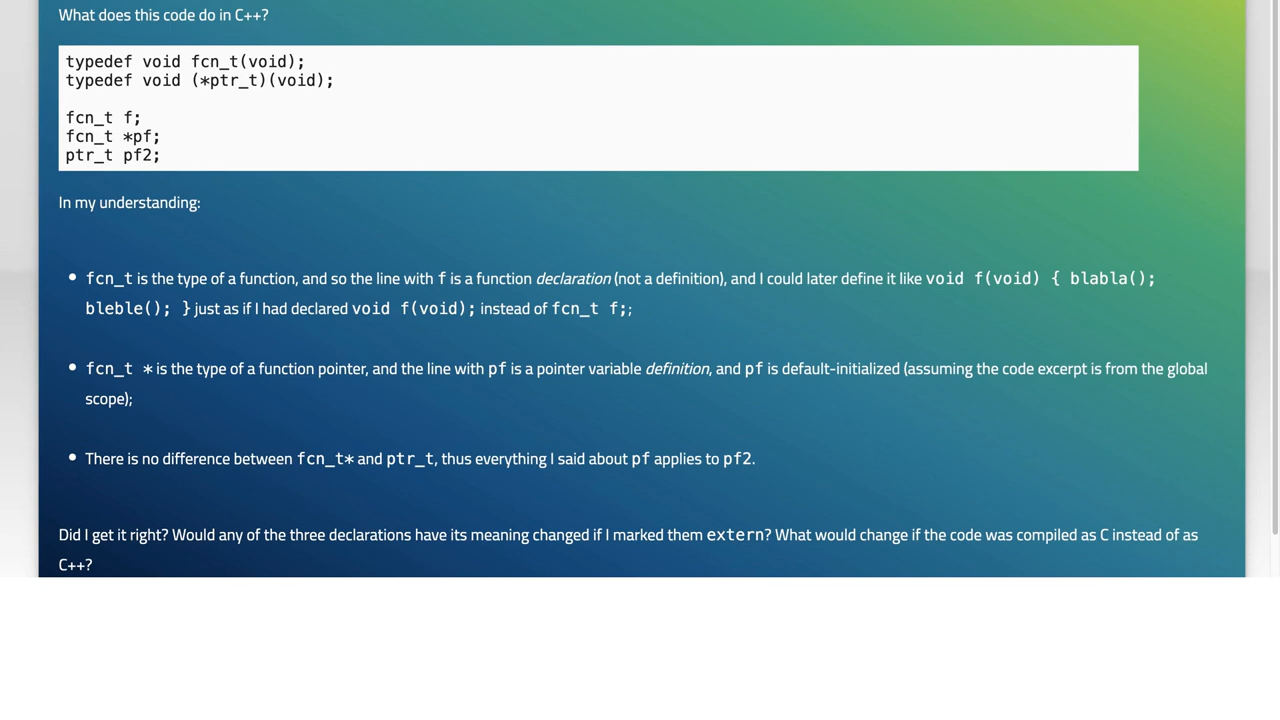 What does this code do in C++?
typedef void fcn_t(void);
typedef void (*ptr_t)(void);
fcn_t f;
fcn_t *pf;
ptr_t pf2;
In my understanding:
fcn_t is the type of a function, and so the line with f is a function declaration (not a definition), and I could later define it like void f(void) { blabla();
bleble(); } just as if I had declared void f(void); instead of fcn_t f;;
fcn_t * is the type of a function pointer, and the line with pf is a pointer variable definition, and pf is default-initialized (assuming the code excerpt is from the global
scope);
There is no difference between fcn_t* and ptr_t, thus everything I said about pf applies to pf2.
Did I get it right? Would any of the three declarations have its meaning changed if I marked them extern? What would change if the code was compiled as C instead of as
C++?